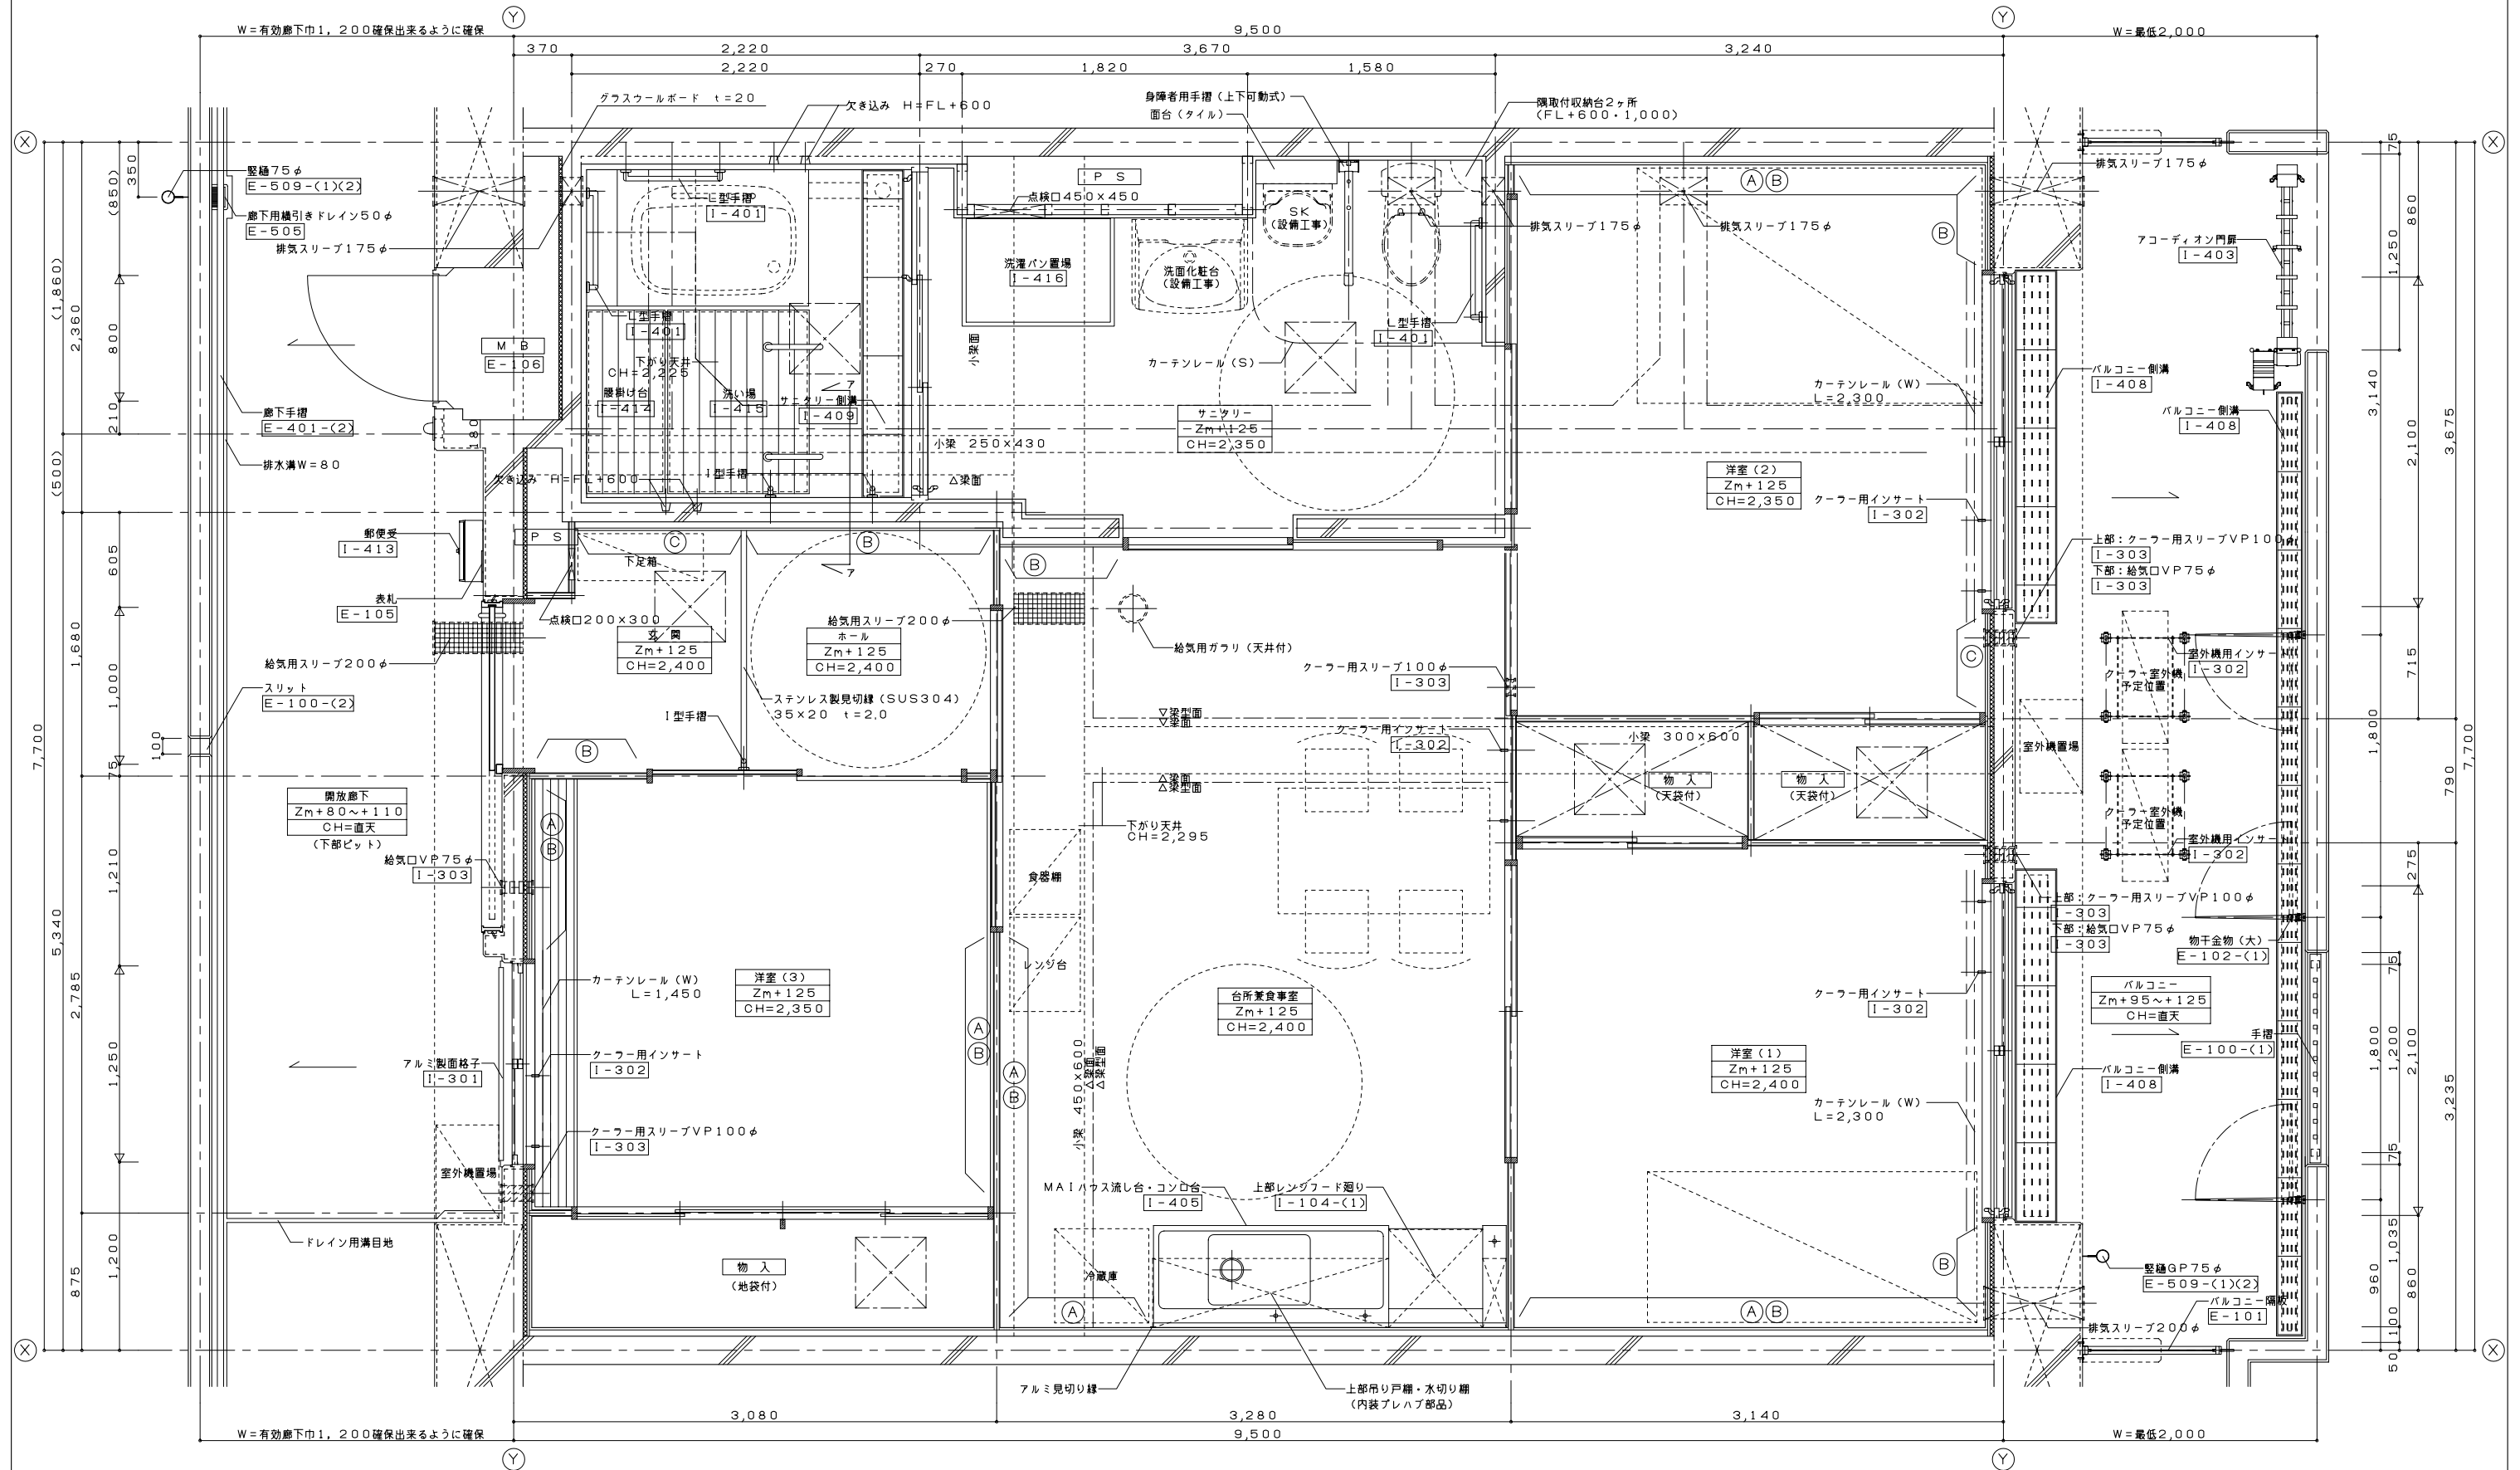 Y
Y
W=有効廊下巾1,200確保出来るように確保
9,500
W=最低2,000
370
2,220
3,670
3,240
2,220
270
1,820
1,580
グラスウールボード t=20
欠き込み H=FL+600
身障者用手摺(上下可動式)
面台(タイル)
隅取付収納台2ヶ所
(FL+600・1,000)
X
X
350
(850)
75
竪樋75φ
E-509-(1)(2)
廊下用横引きドレイン50φ
E-505
排気スリーブ175φ
L型手摺
I-401
PS
点検口450×450
E
E
SK
(設備工事)
排気スリーブ175φ
排気スリーブ175φ
A B
B
排気スリーブ175φ
860
1,250
アコーディオン門扉
I-403
(1,860)
2,360
800
210
(500)
MB
E-106
L型手摺
I-401
下がり天井
CH=2,225
腰掛け台
I-414
洗い場
I-415
サニタリー側溝
I-409
ア
洗濯パン置場
I-416
洗面化粧台
(設備工事)
小梁面
カーテンレール(S)
L型手摺
I-401
サニタリー
Zm+125
CH=2,350
小梁 250×430
△梁面
カーテンレール(W)
L=2,300
バルコニー側溝
I-408
バルコニー側溝
I-408
3,140
2,100
3,675
廊下手摺
E-401-(2)
180
排水溝W=80
欠き込み H=FL+600
I型手摺
洋室(2)
Zm+125
CH=2,350
クーラー用インサート
I-302
郵便受
I-413
PS
下足箱
C
B
ア
B
上部:クーラー用スリーブVP100φ
I-303
下部:給気口VP75φ
I-303
605
1,680
1,000
75
表札
E-105
点検口200×300
玄関
Zm+125
CH=2,400
給気用スリーブ200φ
ホール
Zm+125
CH=2,400
給気用ガラリ(天井付)
給気用スリーブ200φ
クーラー用スリーブ100φ
I-303
C
室外機用インサート
I-302
クーラー室外機
予定位置
715
スリット
E-100-(2)
ステンレス製見切縁(SUS304)
35×20 t=2.0
I型手摺
▽梁型面
▽梁面
クーラー用インサート
I-302
小梁 300×600
室外機置場
1,800
7,700
100
B
△梁面
△梁型面
物入
(天袋付)
物入
(天袋付)
790
7,700
開放廊下
Zm+80~+110
CH=直天
(下部ピット)
A
B
下がり天井
CH=2,295
クーラー室外機
予定位置
室外機用インサート
I-302
1,210
給気口VP75φ
I-303
食器棚
上部:クーラー用スリーブVP100φ
I-303
下部:給気口VP75φ
I-303
275
5,340
物干金物(大)
E-102-(1)
カーテンレール(W)
L=1,450
洋室(3)
Zm+125
CH=2,350
レンジ台
台所兼食事室
Zm+125
CH=2,400
クーラー用インサート
I-302
バルコニー
Zm+95~+125
CH=直天
75
2,785
1,250
アルミ製面格子
I-301
クーラー用インサート
I-302
A
B
A
B
小梁 450×600
△梁面
△梁型面
洋室(1)
Zm+125
CH=2,400
手摺
E-100-(1)
バルコニー側溝
I-408
1,800
1,200
2,100
カーテンレール(W)
L=2,300
3,235
クーラー用スリーブVP100φ
I-303
室外機置場
75
MAIハウス流し台・コンロ台
I-405
上部レンジフード廻り
I-104-(1)
875
1,200
ドレイン用溝目地
物入
(地袋付)
冷蔵庫
A
A B
B
竪樋GP75φ
E-509-(1)(2)
バルコニー隔板
E-101
排気スリーブ200φ
960
1,035
860
100
50
X
X
アルミ見切り縁
上部吊り戸棚・水切り棚
(内装プレハブ部品)
3,080
3,280
3,140
W=有効廊下巾1,200確保出来るように確保
9,500
W=最低2,000
Y
Y